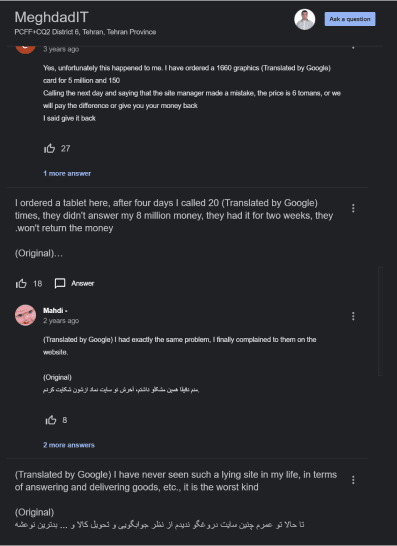 MeghdadIT
PCFF+CQ2 District 6, Tehran, Tehran Province
Ask a question
3 years ago
Yes, unfortunately this happened to me. I have ordered a 1660 graphics (Translated by Google)
card for 5 million and 150
Calling the next day and saying that the site manager made a mistake, the price is 6 tomans, or we
will pay the difference or give you your money back
I said give it back
27
1 more answer
I ordered a tablet here, after four days I called 20 (Translated by Google)
times, they didn't answer my 8 million money, they had it for two weeks, they
.won't return the money
(Original)…
18 Answer
Mahdi -
2 years ago
(Translated by Google) I had exactly the same problem, I finally complained to them on the
website.
(Original)
منم دقیقا همین مشکلو داشتم، آخرش تو سایت نماد ازشون شکایت کردم.
8
2 more answers
(Translated by Google) I have never seen such a lying site in my life, in terms
of answering and delivering goods, etc., it is the worst kind
(Original)
تا حالا تو عمرم چنین سایت دروغگو ندیدم از نظر جوابگویی و تحویل کالا و ... بدترین نوعشه